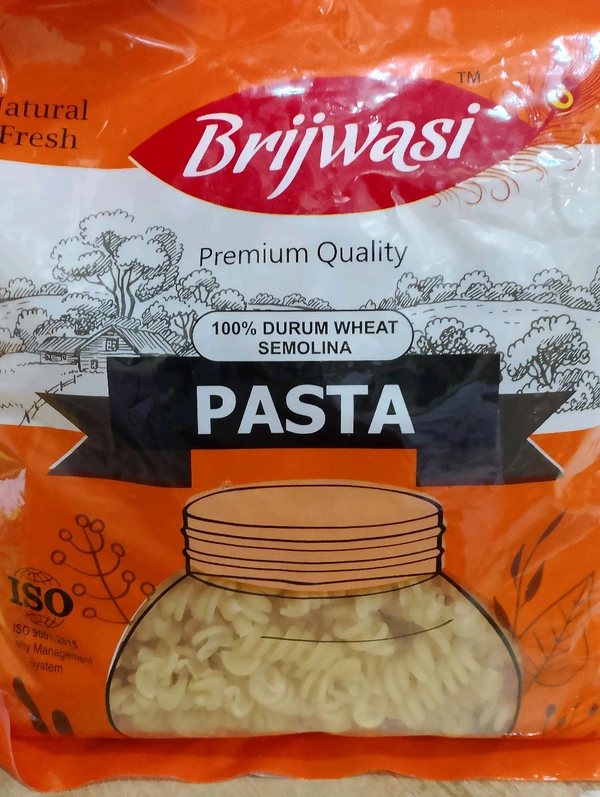 Natural
Fresh
Brijwasi
TM
Premium Quality
100% DURUM WHEAT
SEMOLINA
PASTA
ISO
ISO 9001:2015
Management
System